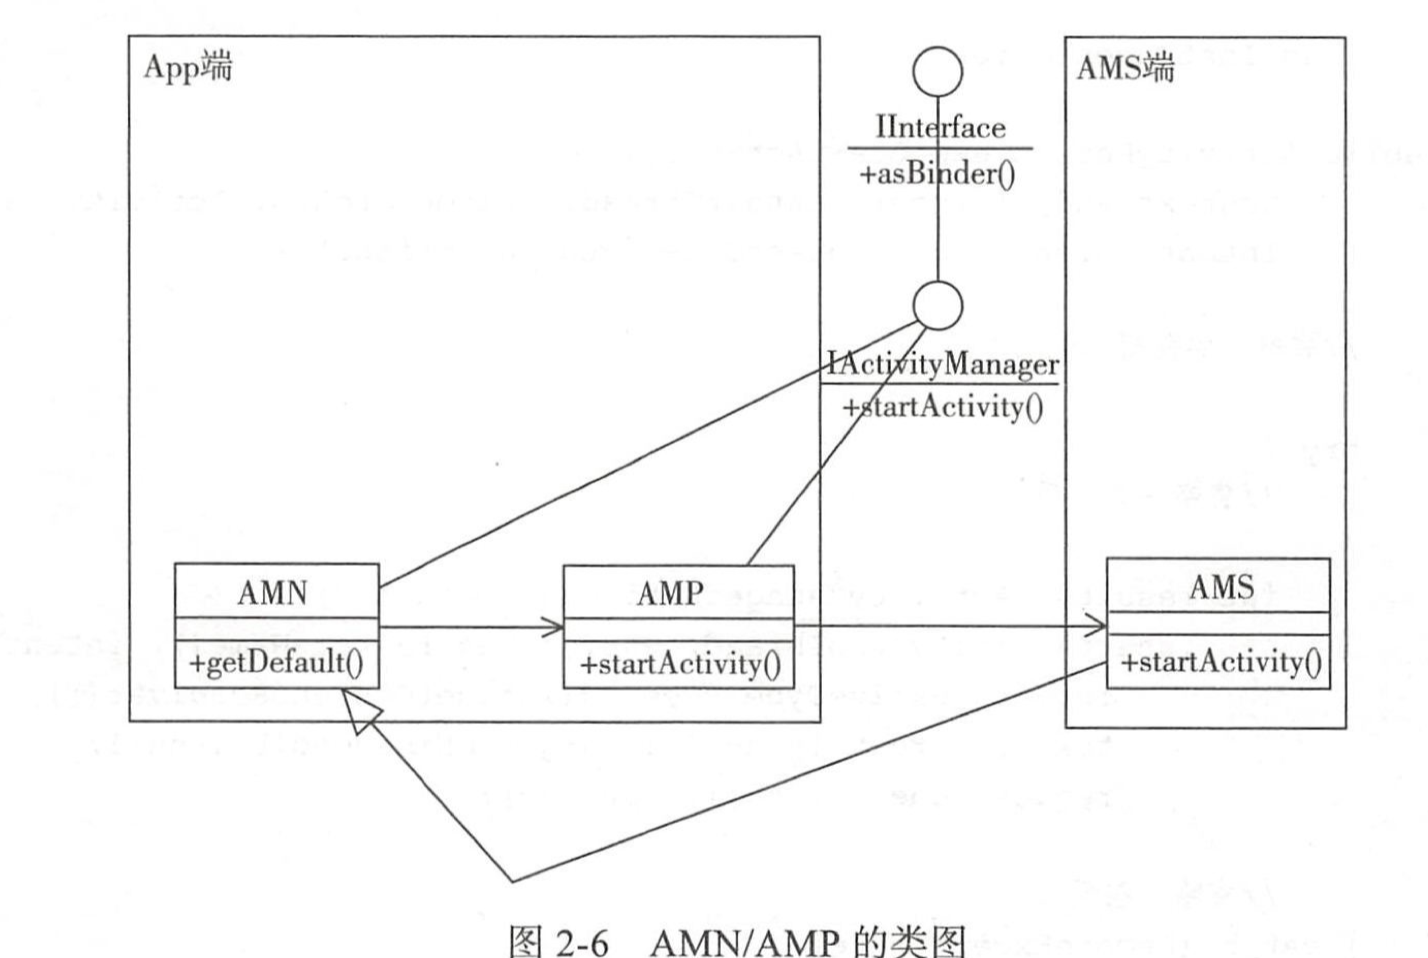 App端
AMS端
IInterface
+asBinder()
IActivityManager
+startActivity()
AMN
+getDefault()
AMP
+startActivity()
AMS
+startActivity()
图 2-6 AMN/AMP 的类图